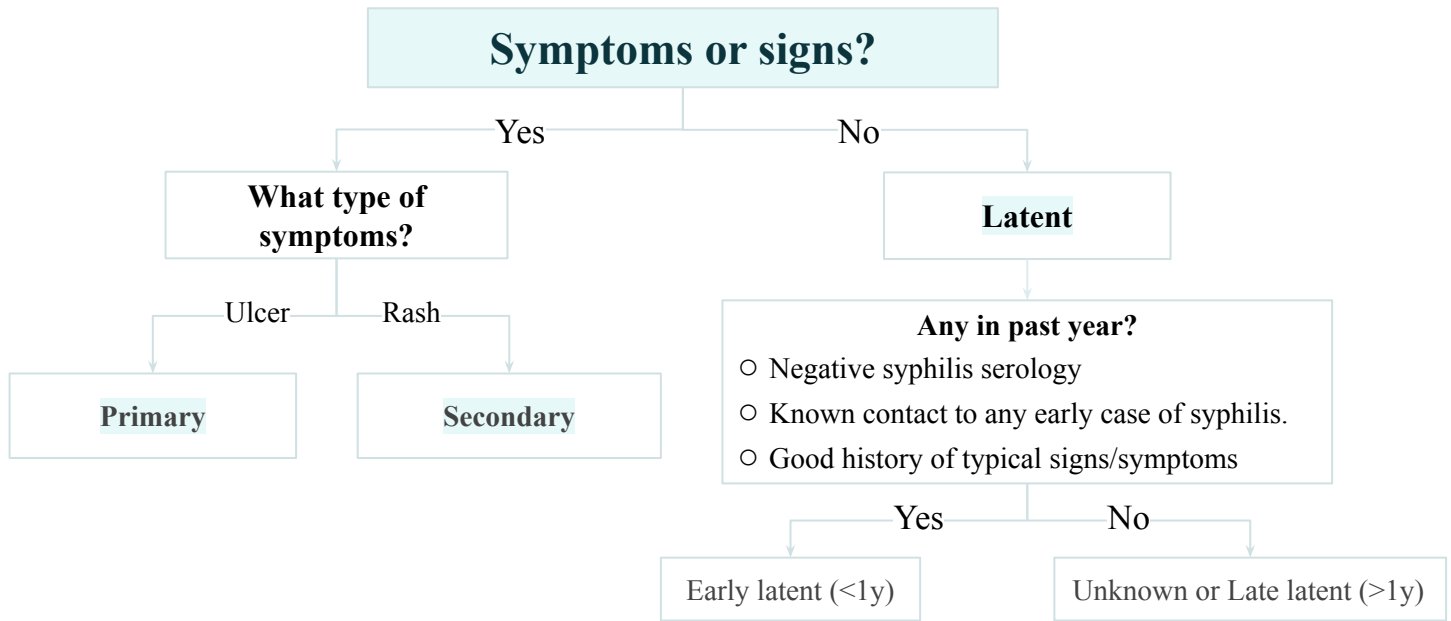 Symptoms or signs?
Yes
No
What type of
symptoms?
Latent
Ulcer
Rash
Any in past year?
○ Negative syphilis serology
○ Known contact to any early case of syphilis.
○ Good history of typical signs/symptoms
Primary
Secondary
Yes
No
Early latent (<1y)
Unknown or Late latent (>1y)